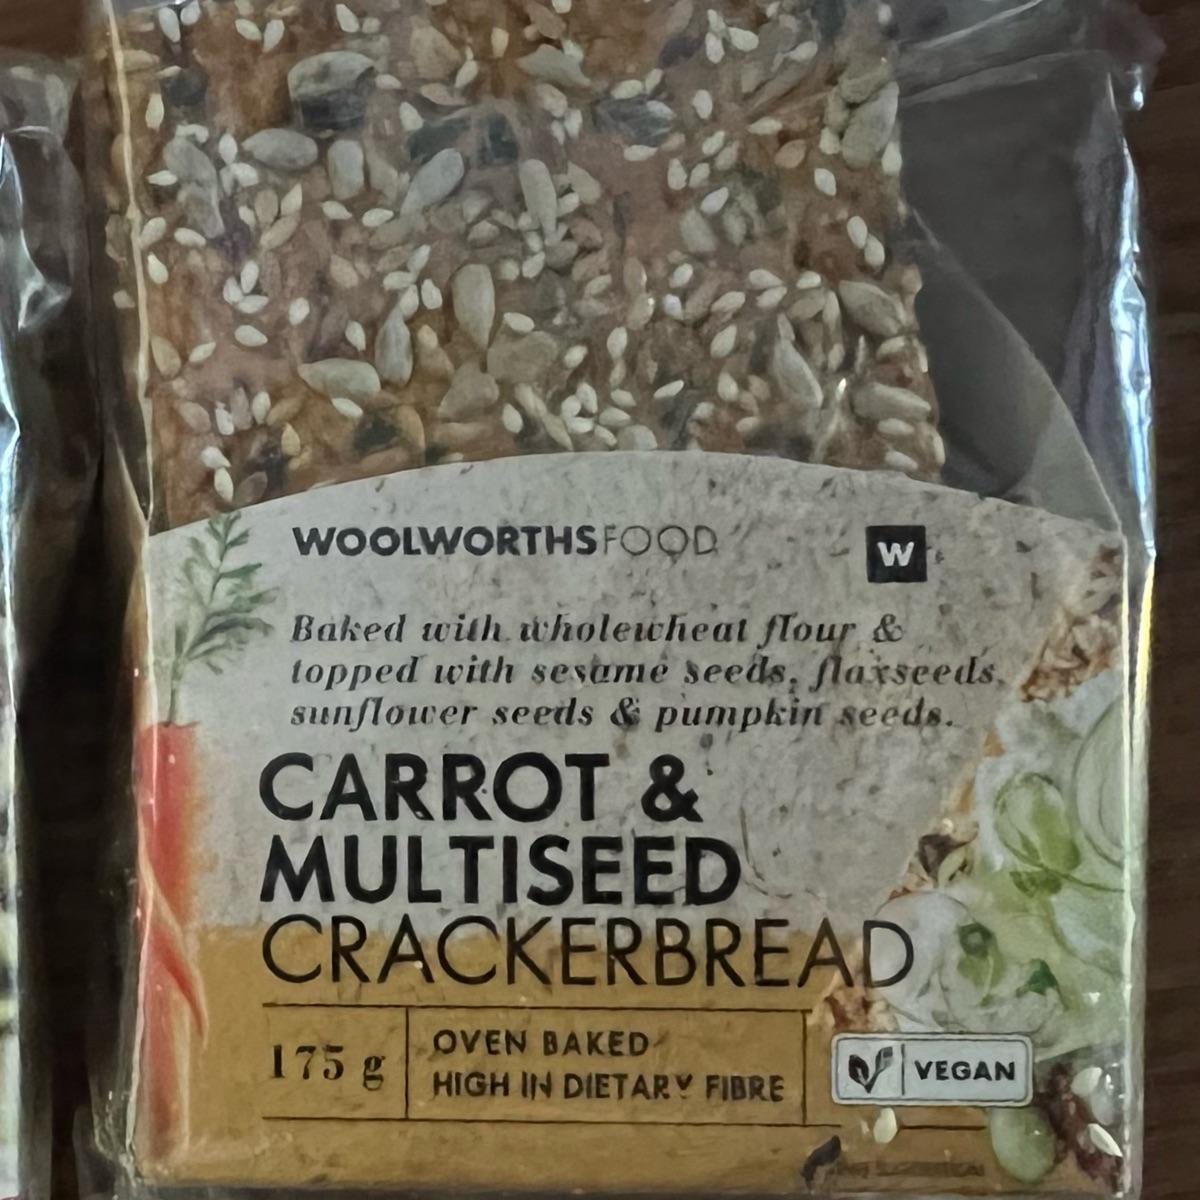 WOOLWORTHSFOOD
W
Baked with wholewheat flour &
topped with sesame seeds, flaxseeds,
sunflower seeds & pumpkin seeds.
CARROT &
MULTISEED
CRACKERBREAD
175 g
OVEN BAKED
HIGH IN DIETARY FIBRE
VEGAN